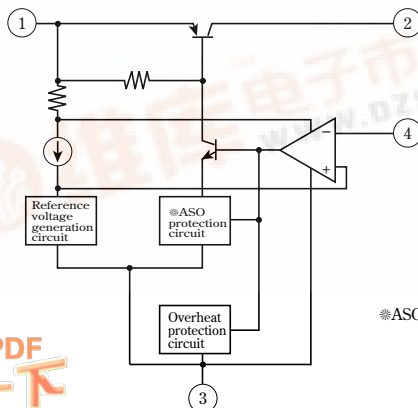 1
2
4
−
+
Reference
voltage
generation
circuit
※ASO
protection
circuit
※ASO
Overheat
protection
circuit
PDF
3